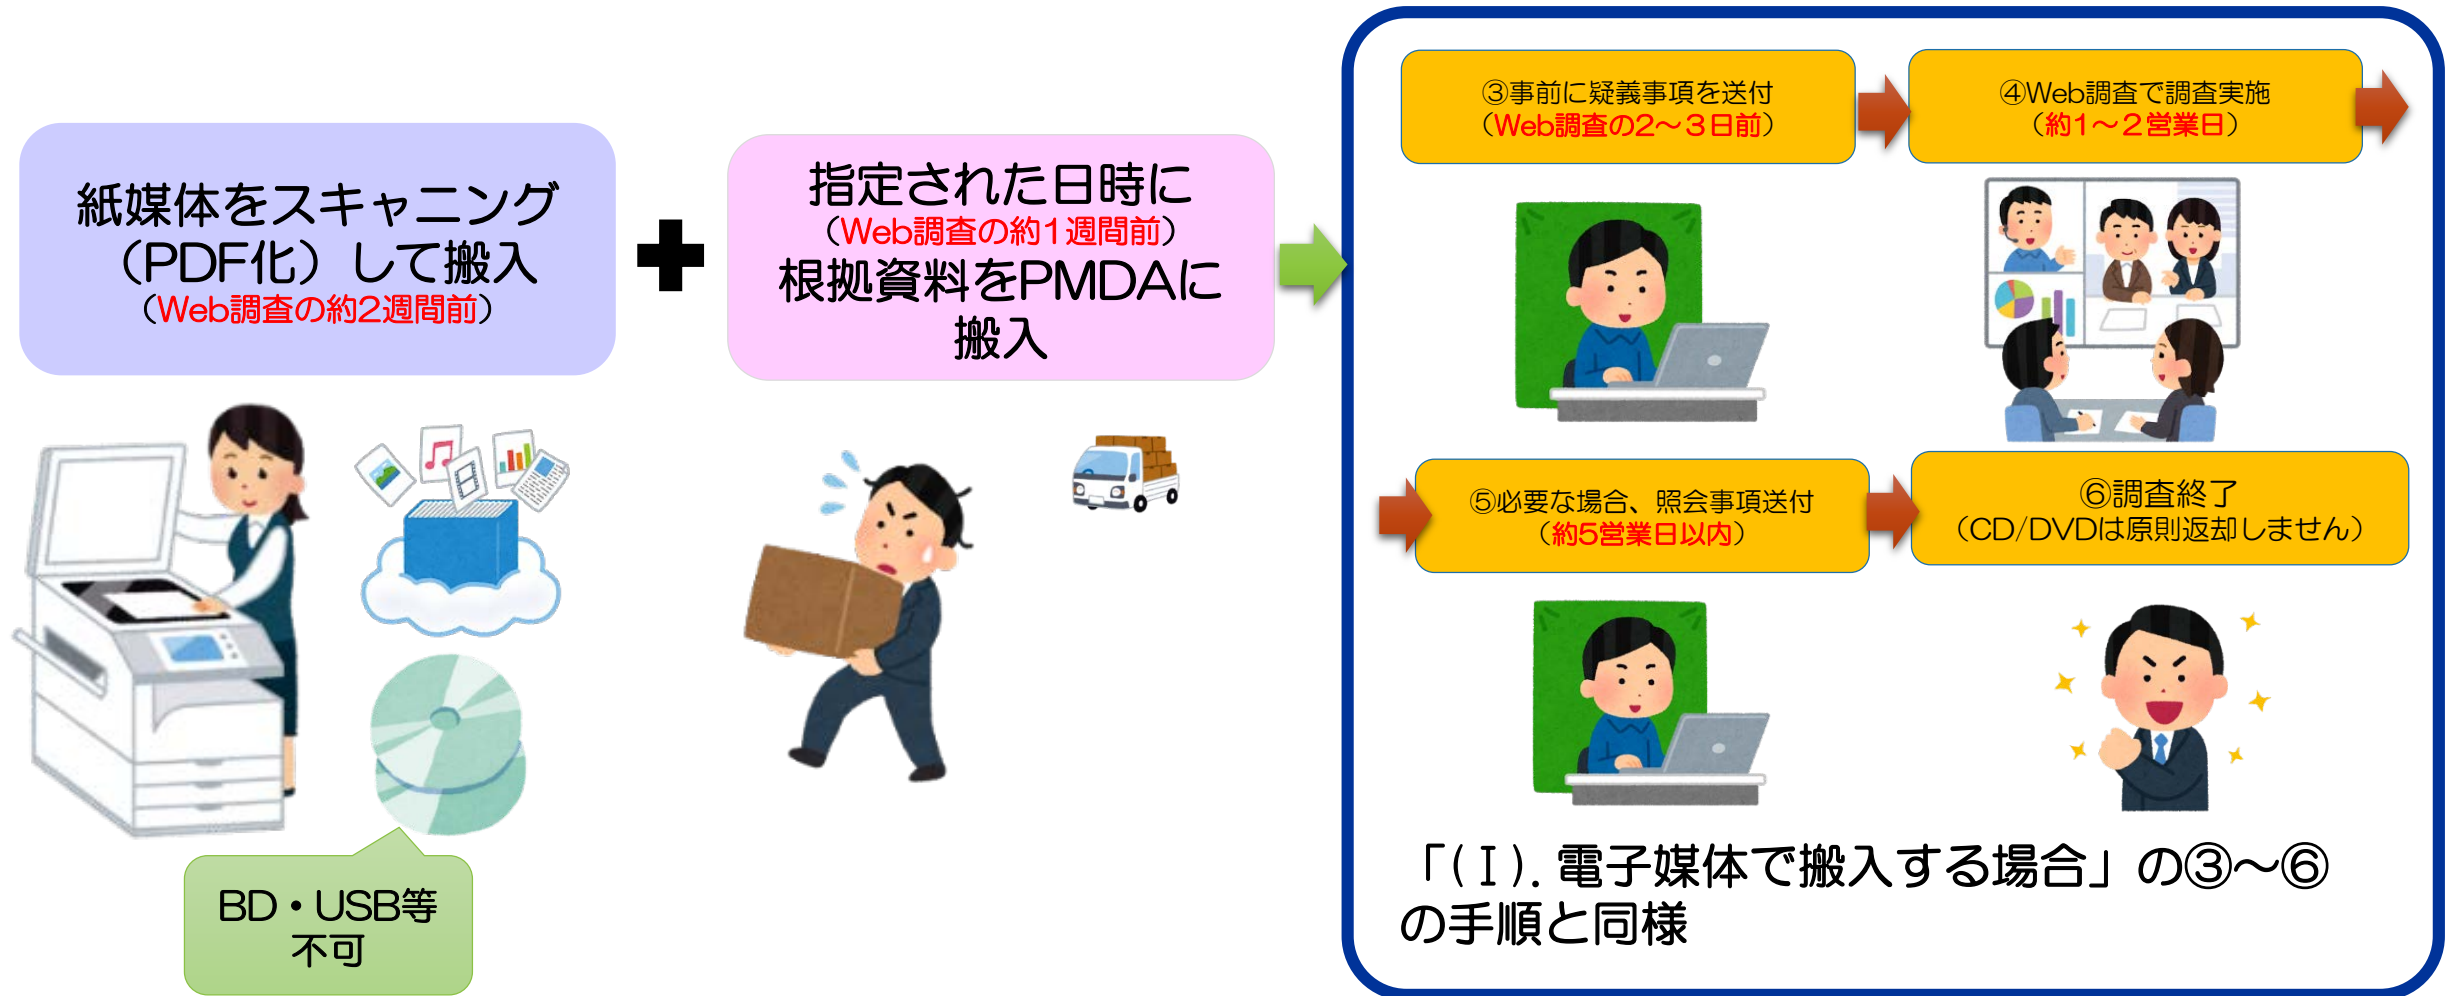 紙媒体をスキャニング
（PDF化）して搬入
（Web調査の約2週間前）
指定された日時に
（Web調査の約1週間前）
根拠資料をPMDAに
搬入
BD・USB等
不可
③事前に疑義事項を送付
（Web調査の2～３日前）
④Web調査で調査実施
（約1～２営業日）
⑤必要な場合、照会事項送付
（約5営業日以内）
⑥調査終了
（CD/DVDは原則返却しません）
「(Ⅰ). 電子媒体で搬入する場合」の③～⑥
の手順と同様